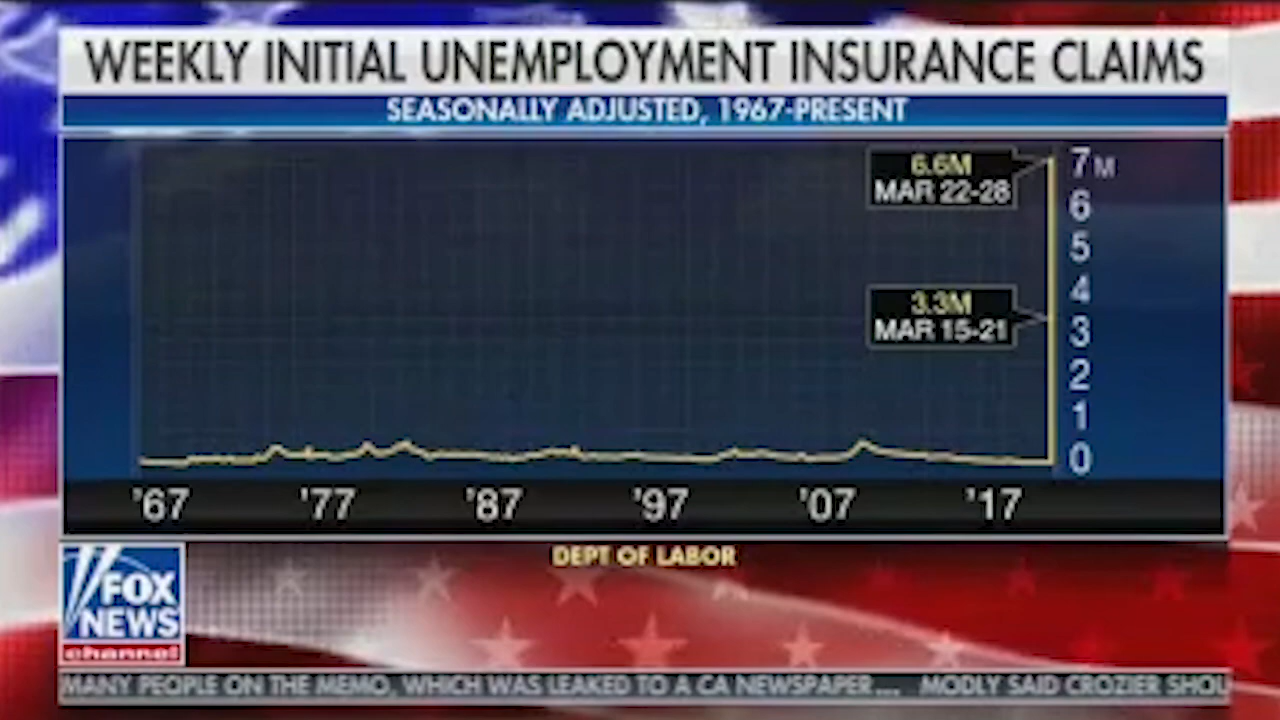 WEEKLY INITIAL UNEMPLOYMENT INSURANCE CLAIMS
SEASONALLY ADJUSTED, 1967-PRESENT
6.6M
MAR 22-28
3.3M
MAR 15-21
7M
6
5
4
3
2
1
0
'67 '77 '87 '97 '07 '17
DEPT OF LABOR
FOX
NEWS
channel
MANY PEOPLE ON THE MEMO, WHICH WAS LEAKED TO A CA NEWSPAPER... MODLY SAID CROZIER SHOU